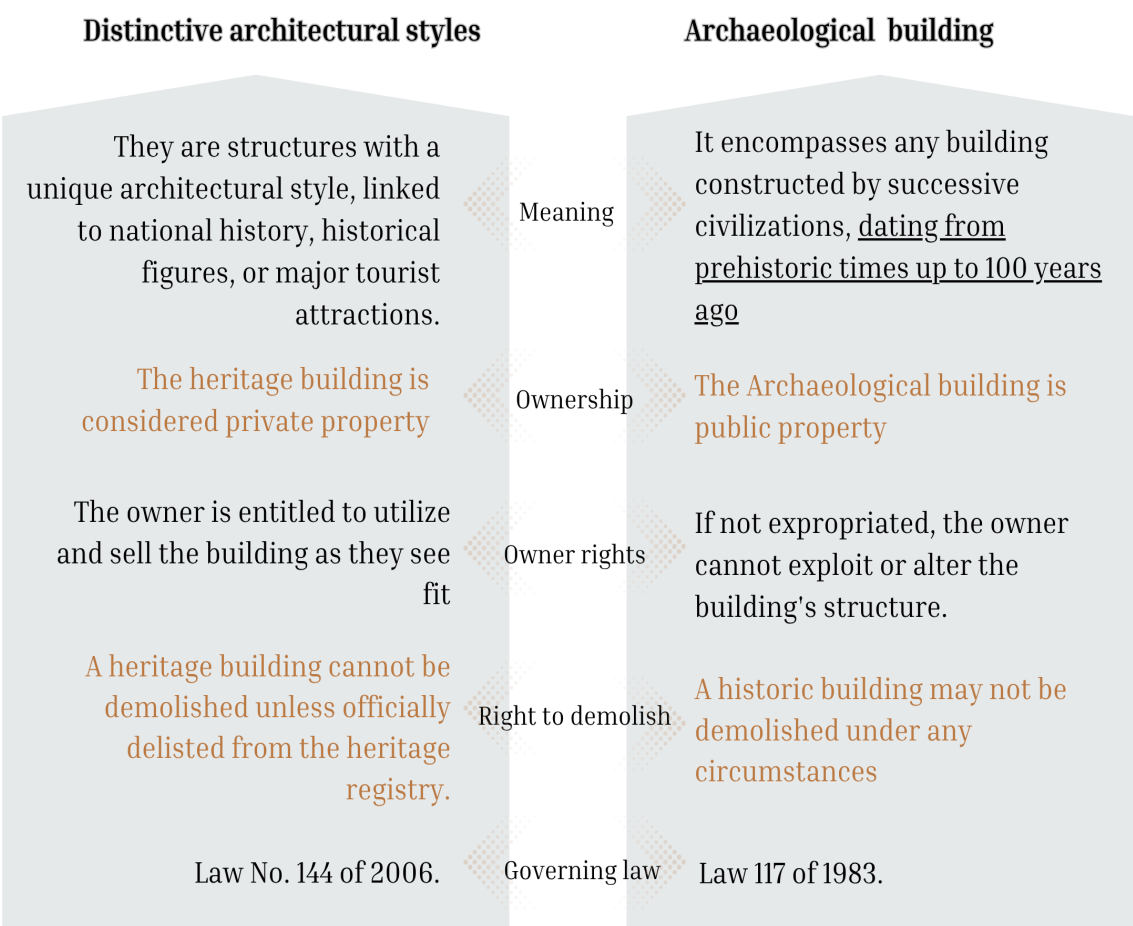 Distinctive architectural styles
Archaeological building
They are structures with a
unique architectural style, linked
to national history, historical
figures, or major tourist
attractions.
Meaning
It encompasses any building
constructed by successive
civilizations, dating from
prehistoric times up to 100 years
ago
The heritage building is
considered private property
Ownership
The Archaeological building is
public property
The owner is entitled to utilize
and sell the building as they see
fit
Owner rights
If not expropriated, the owner
cannot exploit or alter the
building's structure.
A heritage building cannot be
demolished unless officially
delisted from the heritage
registry.
Right to demolish
A historic building may not be
demolished under any
circumstances
Law No. 144 of 2006.
Governing law
Law 117 of 1983.